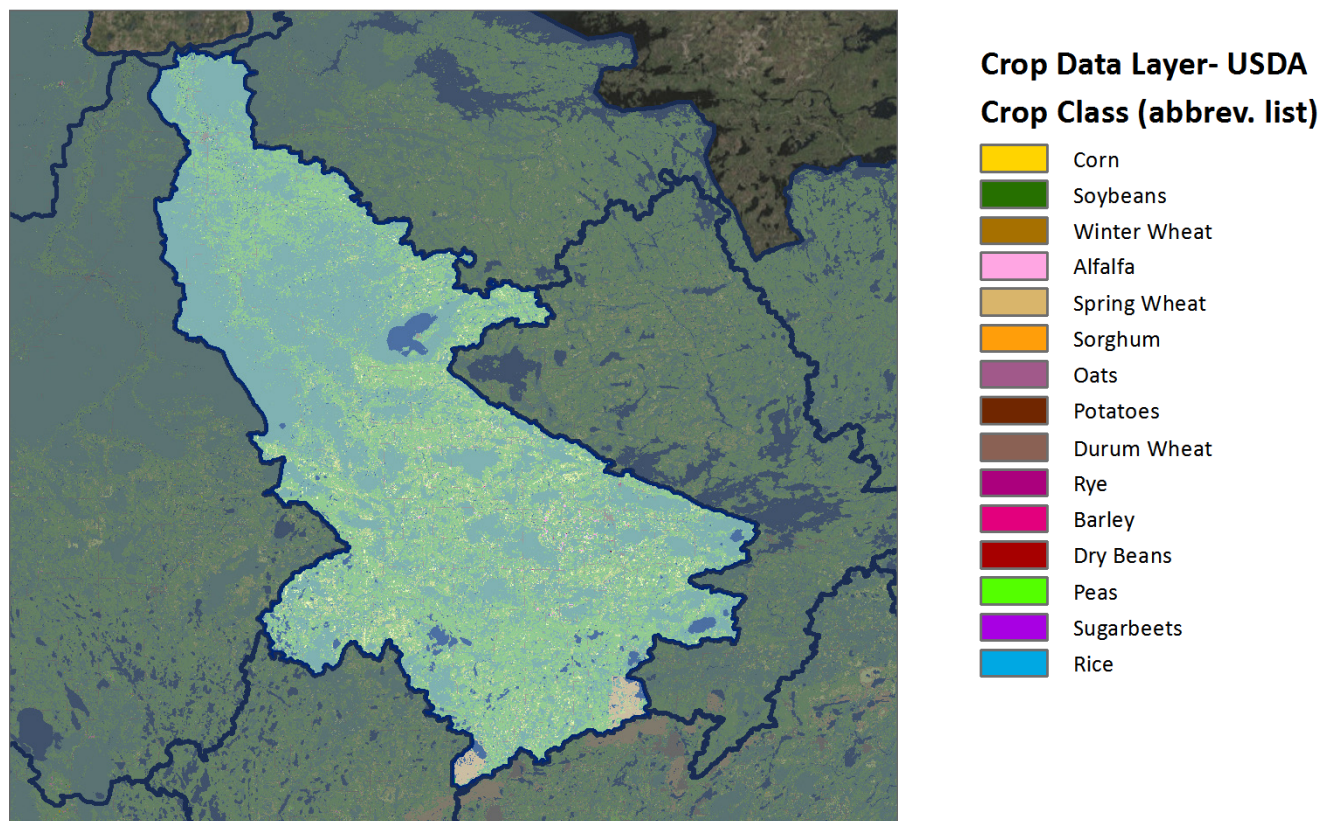 Crop Data Layer- USDA
Crop Class (abbrev. list)
Corn
Soybeans
Winter Wheat
Alfalfa
Spring Wheat
Sorghum
Oats
Potatoes
Durum Wheat
Rye
Barley
Dry Beans
Peas
Sugarbeets
Rice